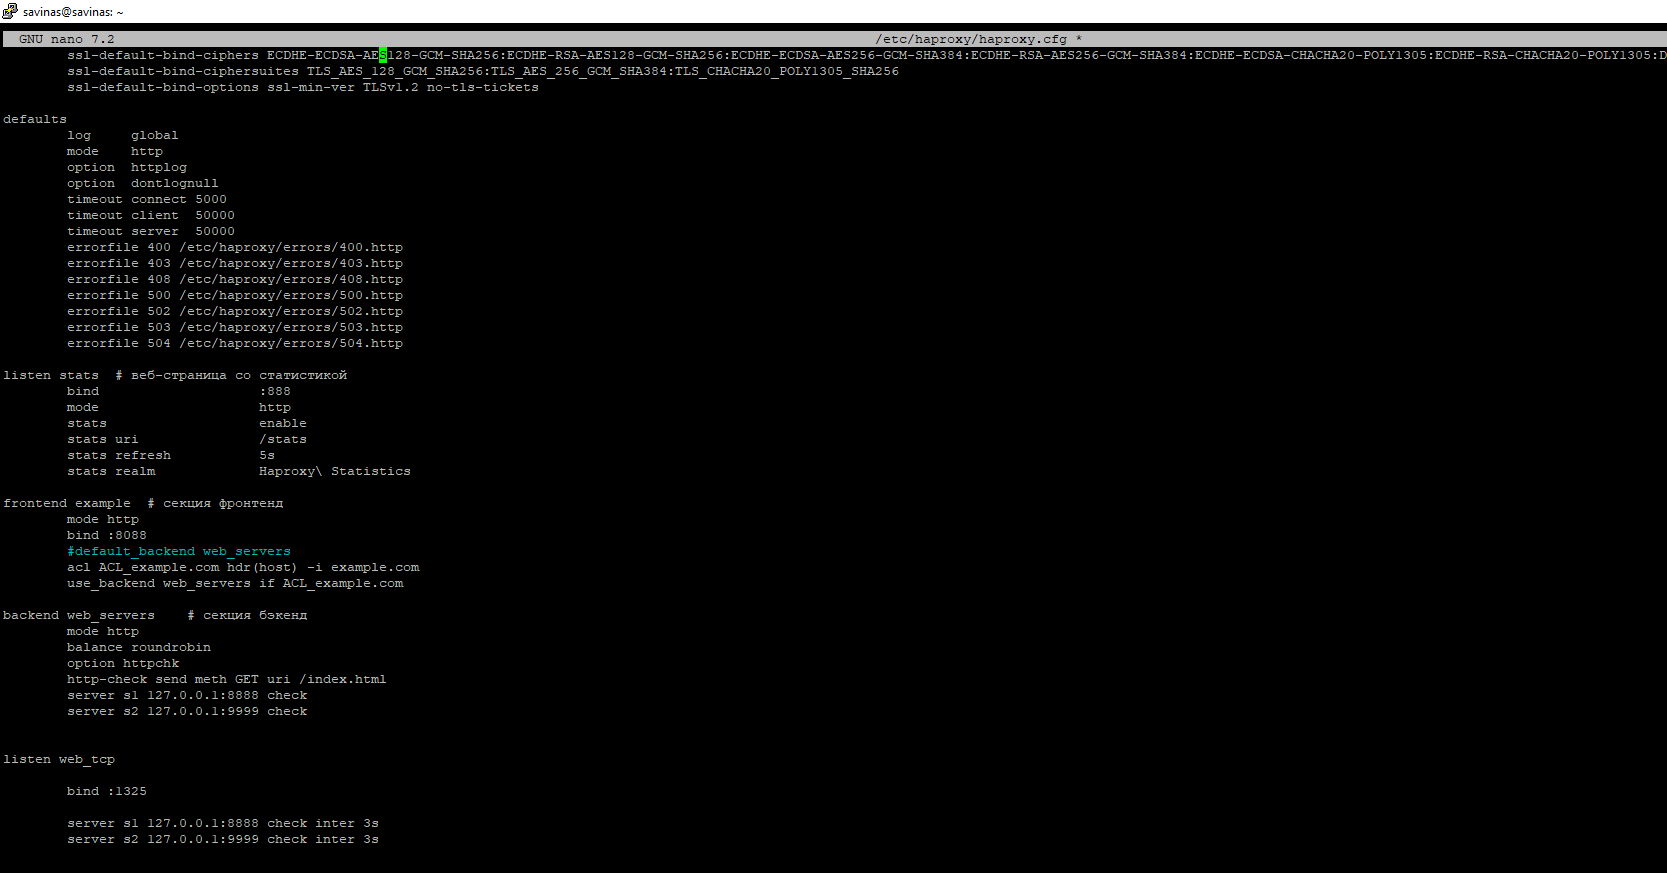 savinas@savinas: ~
GNU nano 7.2 /etc/haproxy/haproxy.cfg *
ssl-default-bind-ciphers ECDHE-ECDSA-AES128-GCM-SHA256:ECDHE-RSA-AES128-GCM-SHA256:ECDHE-ECDSA-AES256-GCM-SHA384:ECDHE-RSA-AES256-GCM-SHA384:ECDHE-ECDSA-CHACHA20-POLY1305:ECDHE-RSA-CHACHA20-POLY1305:D
ssl-default-bind-ciphersuites TLS_AES_128_GCM_SHA256:TLS_AES_256_GCM_SHA384:TLS_CHACHA20_POLY1305_SHA256
ssl-default-bind-options ssl-min-ver TLSv1.2 no-tls-tickets
defaults
log global
mode http
option httplog
option dontlognull
timeout connect 5000
timeout client 50000
timeout server 50000
errorfile 400 /etc/haproxy/errors/400.http
errorfile 403 /etc/haproxy/errors/403.http
errorfile 408 /etc/haproxy/errors/408.http
errorfile 500 /etc/haproxy/errors/500.http
errorfile 502 /etc/haproxy/errors/502.http
errorfile 503 /etc/haproxy/errors/503.http
errorfile 504 /etc/haproxy/errors/504.http
listen stats # веб-страница со статистикой
bind :888
mode http
stats enable
stats uri /stats
stats refresh 5s
stats realm Haproxy\ Statistics
frontend example # секция фронтенд
mode http
bind :8088
#default_backend web_servers
acl ACL_example.com hdr(host) -i example.com
use_backend web_servers if ACL_example.com
backend web_servers # секция бэкенд
mode http
balance roundrobin
option httpchk
http-check send meth GET uri /index.html
server s1 127.0.0.1:8888 check
server s2 127.0.0.1:9999 check
listen web_tcp
bind :1325
server s1 127.0.0.1:8888 check inter 3s
server s2 127.0.0.1:9999 check inter 3s